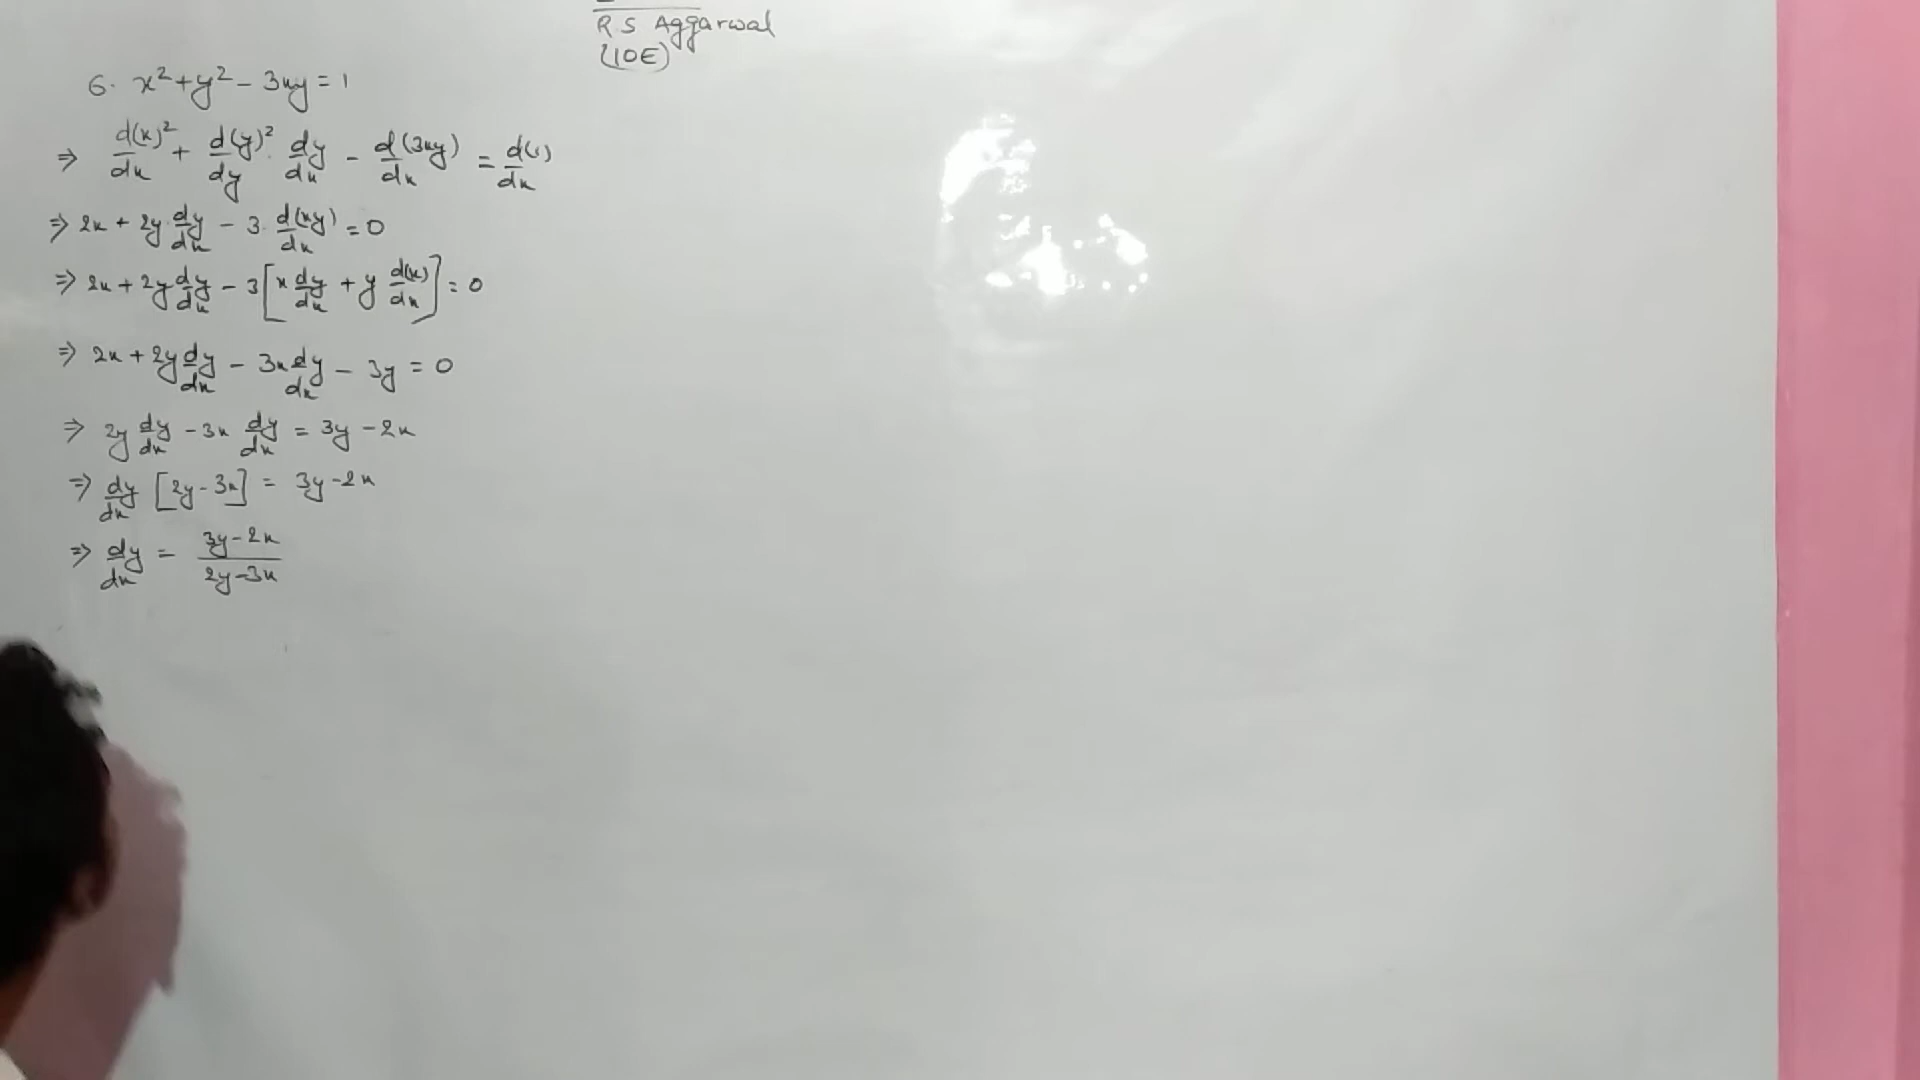 R S Aggarwal
(10E)
6. x² + y² - 3xy = 1
⇒ d(x)²/dx + d(y)²/dy · dy/dx - d(3xy)/dx = d(1)/dx
⇒ 2x + 2y · dy/dx - 3 · d(xy)/dx = 0
⇒ 2x + 2y dy/dx - 3 [x dy/dx + y d(x)/dx] = 0
⇒ 2x + 2y dy/dx - 3x dy/dx - 3y = 0
⇒ 2y dy/dx - 3x dy/dx = 3y - 2x
⇒ dy/dx [2y - 3x] = 3y - 2x
⇒ dy/dx = 3y - 2x / 2y - 3x